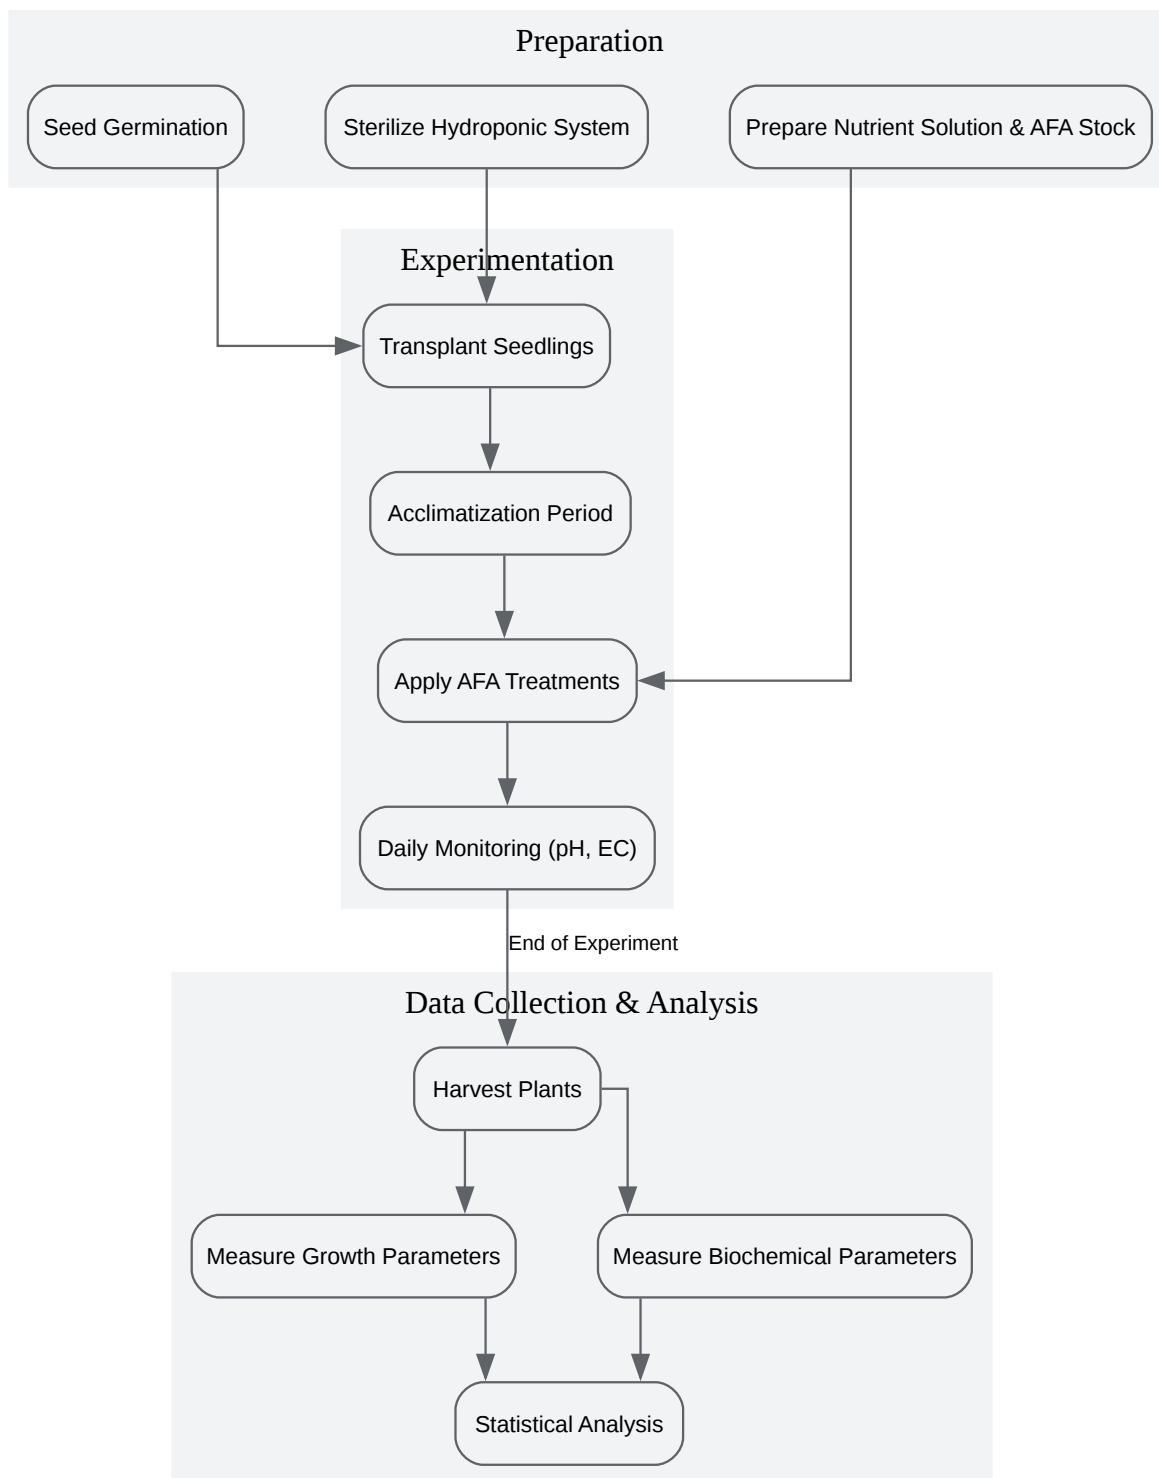 Preparation
Seed Germination
Sterilize Hydroponic System
Prepare Nutrient Solution & AFA Stock
Experimentation
Transplant Seedlings
Acclimatization Period
Apply AFA Treatments
Daily Monitoring (pH, EC)
End of Experiment
Data Collection & Analysis
Harvest Plants
Measure Growth Parameters
Measure Biochemical Parameters
Statistical Analysis